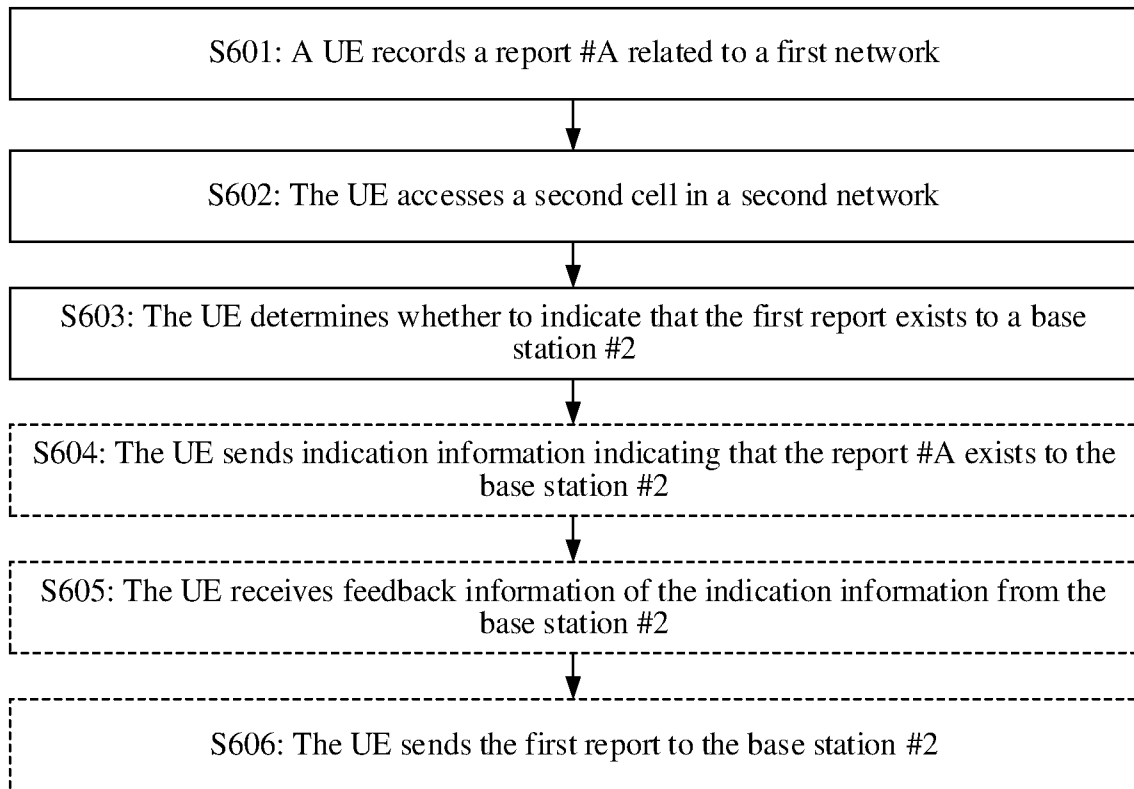 S601: A UE records a report #A related to a first network
S602: The UE accesses a second cell in a second network
S603: The UE determines whether to indicate that the first report exists to a base
station #2
S604: The UE sends indication information indicating that the report #A exists to the
base station #2
S605: The UE receives feedback information of the indication information from the
base station #2
S606: The UE sends the first report to the base station #2